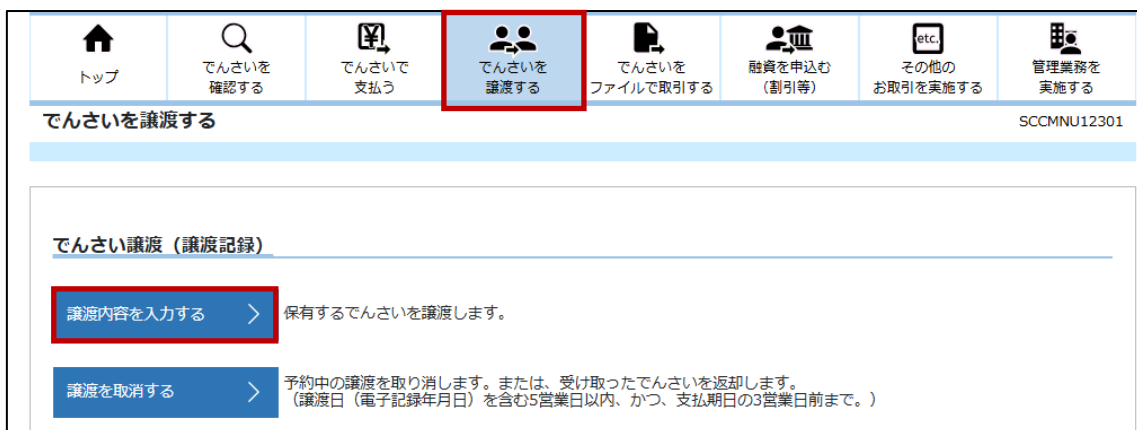 etc.
トップ
でんさいを
確認する
でんさいで
支払う
でんさいを
譲渡する
でんさいを
ファイルで取引する
融資を申込む
(割引等)
その他の
お取引を実施する
管理業務を
実施する
でんさいを譲渡する
SCCMNU12301
でんさい譲渡（譲渡記録）
譲渡内容を入力する
保有するでんさいを譲渡します。
譲渡を取消する
予約中の譲渡を取り消します。または、受け取ったでんさいを返却します。
（譲渡日（電子記録年月日）を含む5営業日以内、かつ、支払期日の3営業日前まで。）